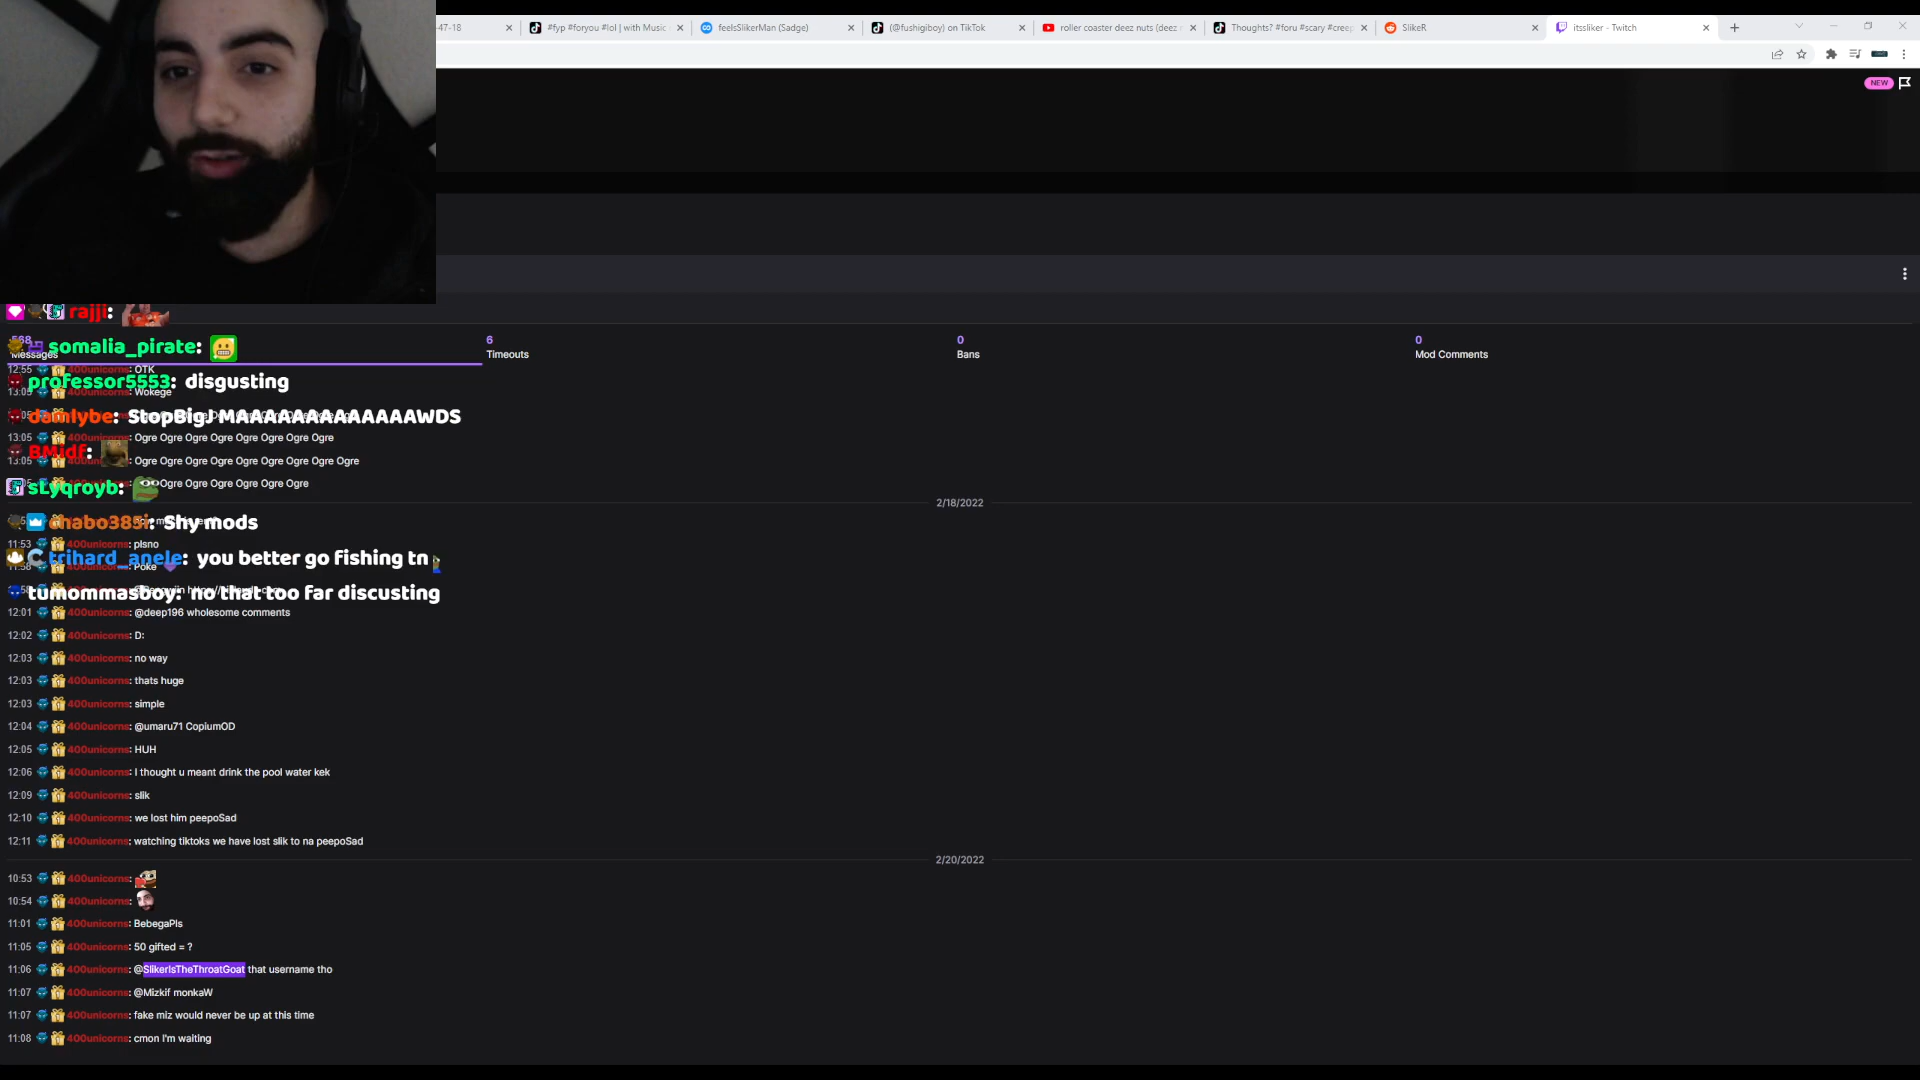 -47-18
#fyp #foryou #lol | with Music
feelsSlikerMan (Sadge)
(@fushigiboy) on TikTok
roller coaster deez nuts (deez
Thoughts? #foru #scary #creep
SlikeR
itssliker - Twitch
NEW
rajji:
somalia_pirate:
Messages
6
Timeouts
0
Bans
0
Mod Comments
12:55 OTK
professor5553: disgusting
13:05 400unicorns: Wokege
damlybe: StopBigJ MAAAAAAAAAAAAAWDS
13:05 400unicorns: Ogre Ogre Ogre Ogre Ogre Ogre Ogre Ogre
BMidf:
13:05 400unicorns: Ogre Ogre Ogre Ogre Ogre Ogre Ogre Ogre Ogre
sLyqroyb:
Ogre Ogre Ogre Ogre Ogre Ogre
2/18/2022
chabo385i: Shy mods
11:53 400unicorns: plsno
trihard_anele: you better go fishing tn
Poke
tumommasboy: no that too far discusting
12:01 400unicorns: @deep196 wholesome comments
12:02 400unicorns: D:
12:03 400unicorns: no way
12:03 400unicorns: thats huge
12:03 400unicorns: simple
12:04 400unicorns: @umaru71 CopiumOD
12:05 400unicorns: HUH
12:06 400unicorns: I thought u meant drink the pool water kek
12:09 400unicorns: slik
12:10 400unicorns: we lost him peepoSad
12:11 400unicorns: watching tiktoks we have lost slik to na peepoSad
2/20/2022
10:53 400unicorns:
10:54 400unicorns:
11:01 400unicorns: BebegaPls
11:05 400unicorns: 50 gifted = ?
11:06 400unicorns: @SlikerIsTheThroatGoat that username tho
11:07 400unicorns: @Mizkif monkaW
11:07 400unicorns: fake miz would never be up at this time
11:08 400unicorns: cmon I'm waiting